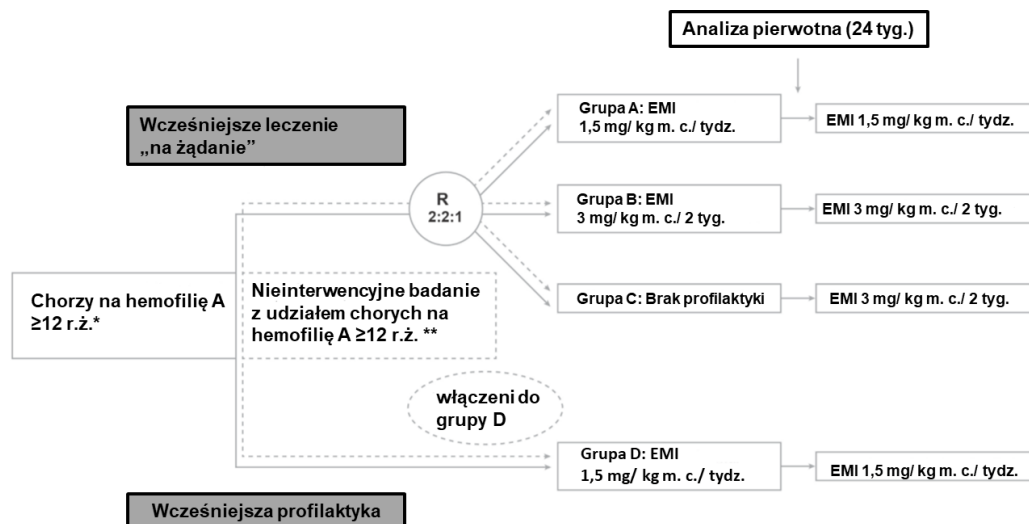 Analiza pierwotna (24 tyg.)
Wcześniejsze leczenie
„na żądanie”
Grupa A: EMI
1,5 mg/ kg m. c./ tydz.
EMI 1,5 mg/ kg m. c./ tydz.
R
2:2:1
Grupa B: EMI
3 mg/ kg m. c./ 2 tyg.
EMI 3 mg/ kg m. c./ 2 tyg.
Chorzy na hemofilię A
≥12 r.ż.*
Nieinterwencyjne badanie
z udziałem chorych na
hemofilię A ≥12 r.ż. **
Grupa C: Brak profilaktyki
EMI 3 mg/ kg m. c./ 2 tyg.
włączeni do
grupy D
Grupa D: EMI
1,5 mg/ kg m. c./ tydz.
EMI 1,5 mg/ kg m. c./ tydz.
Wcześniejsza profilaktyka